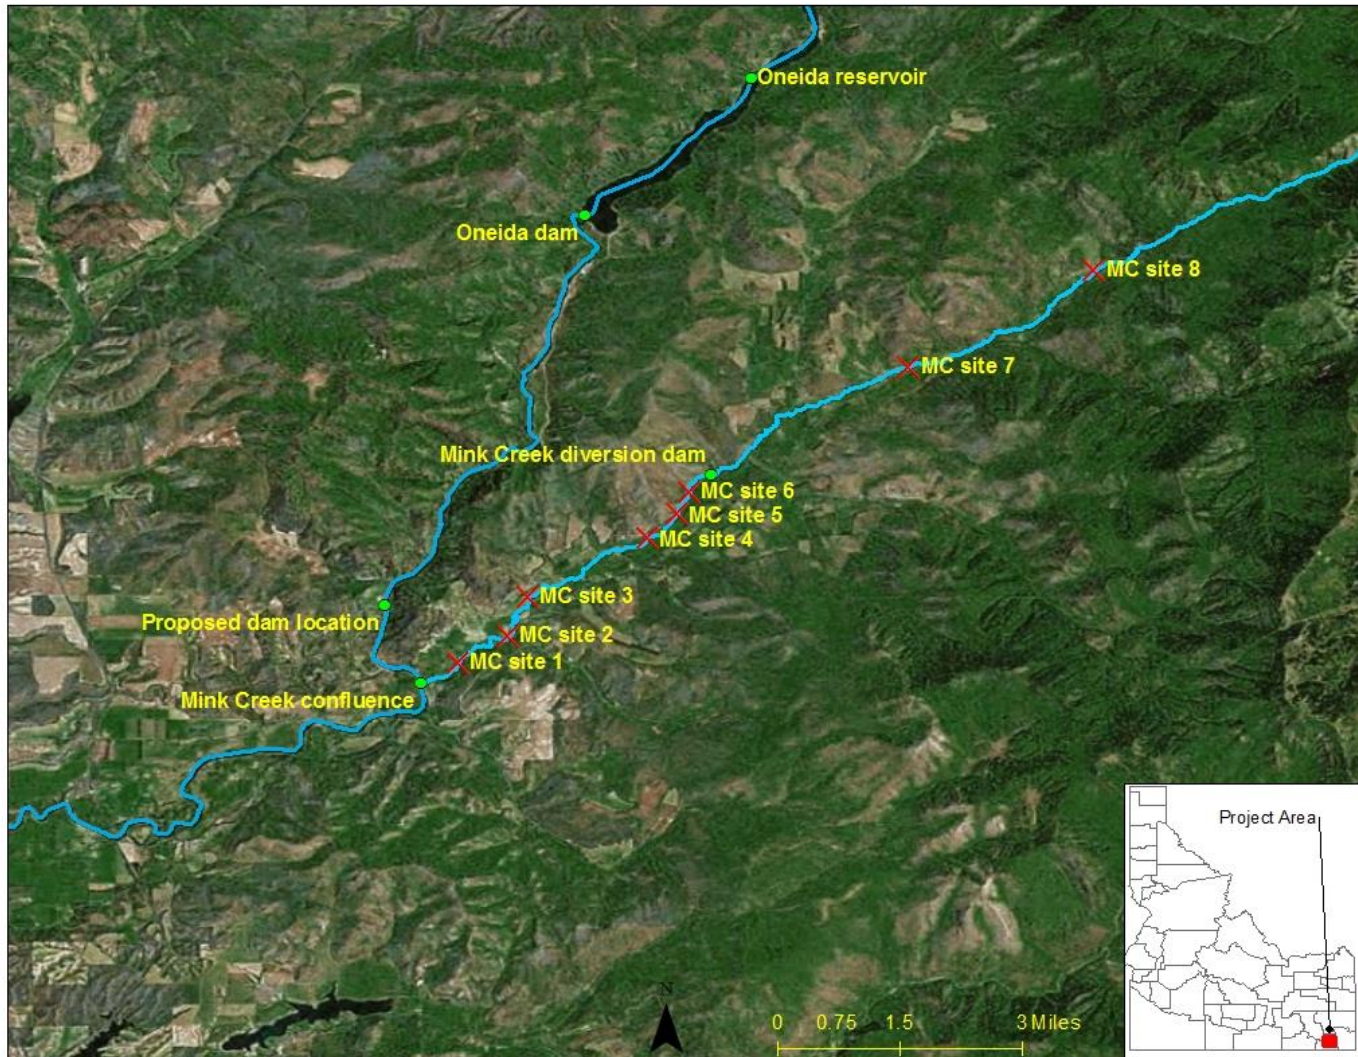 Oneida reservoir
Oneida dam
MC site 8
MC site 7
Mink Creek diversion dam
MC site 6
MC site 5
MC site 4
MC site 3
Proposed dam location
MC site 2
MC site 1
Mink Creek confluence
Project Area
N
0 0.75 1.5 3 Miles